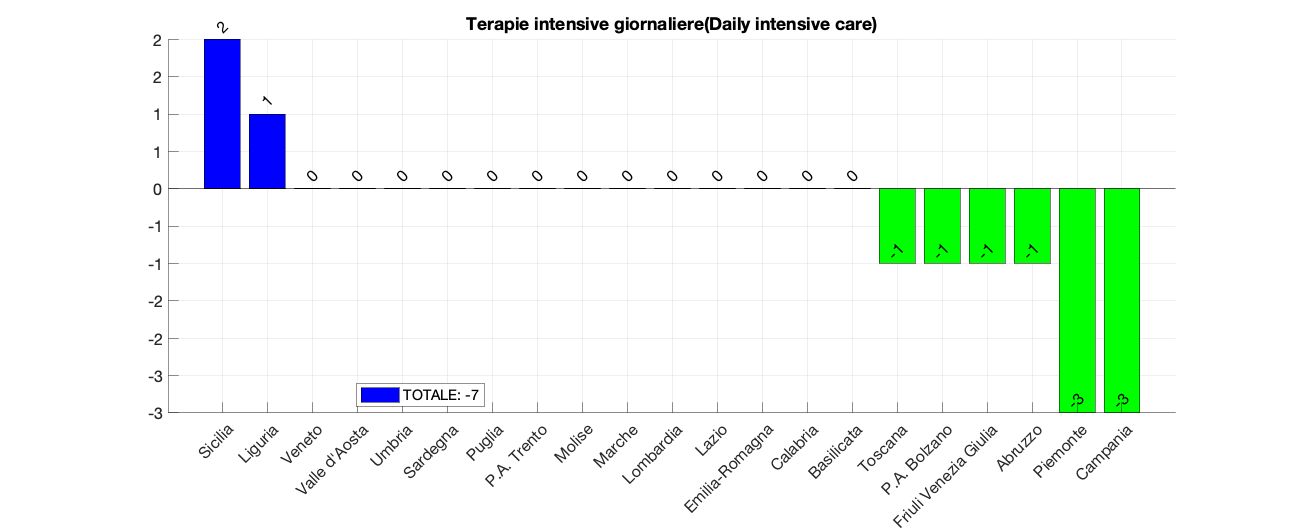 Terapie intensive giornaliere(Daily intensive care)
2
2
1
1
0
-1
-1
-2
-2
-3
-3
2
1
0
0
0
0
0
0
0
0
0
0
0
0
0
-1
-1
-1
-1
-3
-3
TOTALE: -7
Sicilia
Liguria
Veneto
Valle d'Aosta
Umbria
Sardegna
Puglia
P.A. Trento
Molise
Marche
Lombardia
Lazio
Emilia-Romagna
Calabria
Basilicata
Toscana
P.A. Bolzano
Friuli Venezia Giulia
Abruzzo
Piemonte
Campania